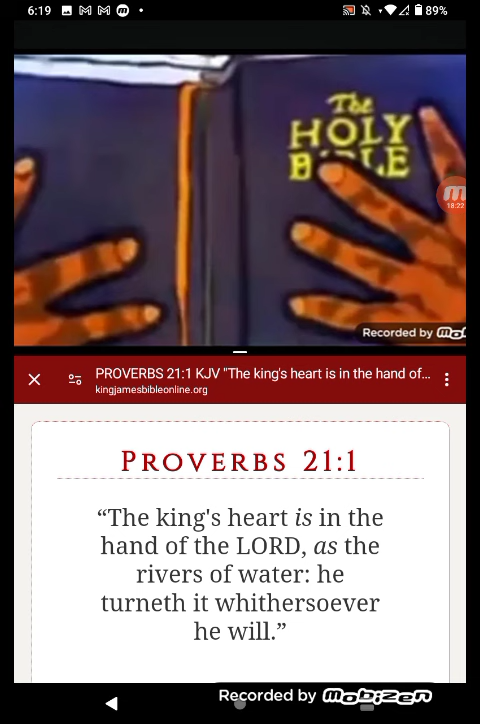 6:19
89%
The
HOLY
BIBLE
18:22
Recorded by
PROVERBS 21:1 KJV "The king's heart is in the hand of...
kingjamesbibleonline.org
PROVERBS 21:1
“The king's heart is in the
hand of the LORD, as the
rivers of water: he
turneth it whithersoever
he will.”
Recorded by mobizen